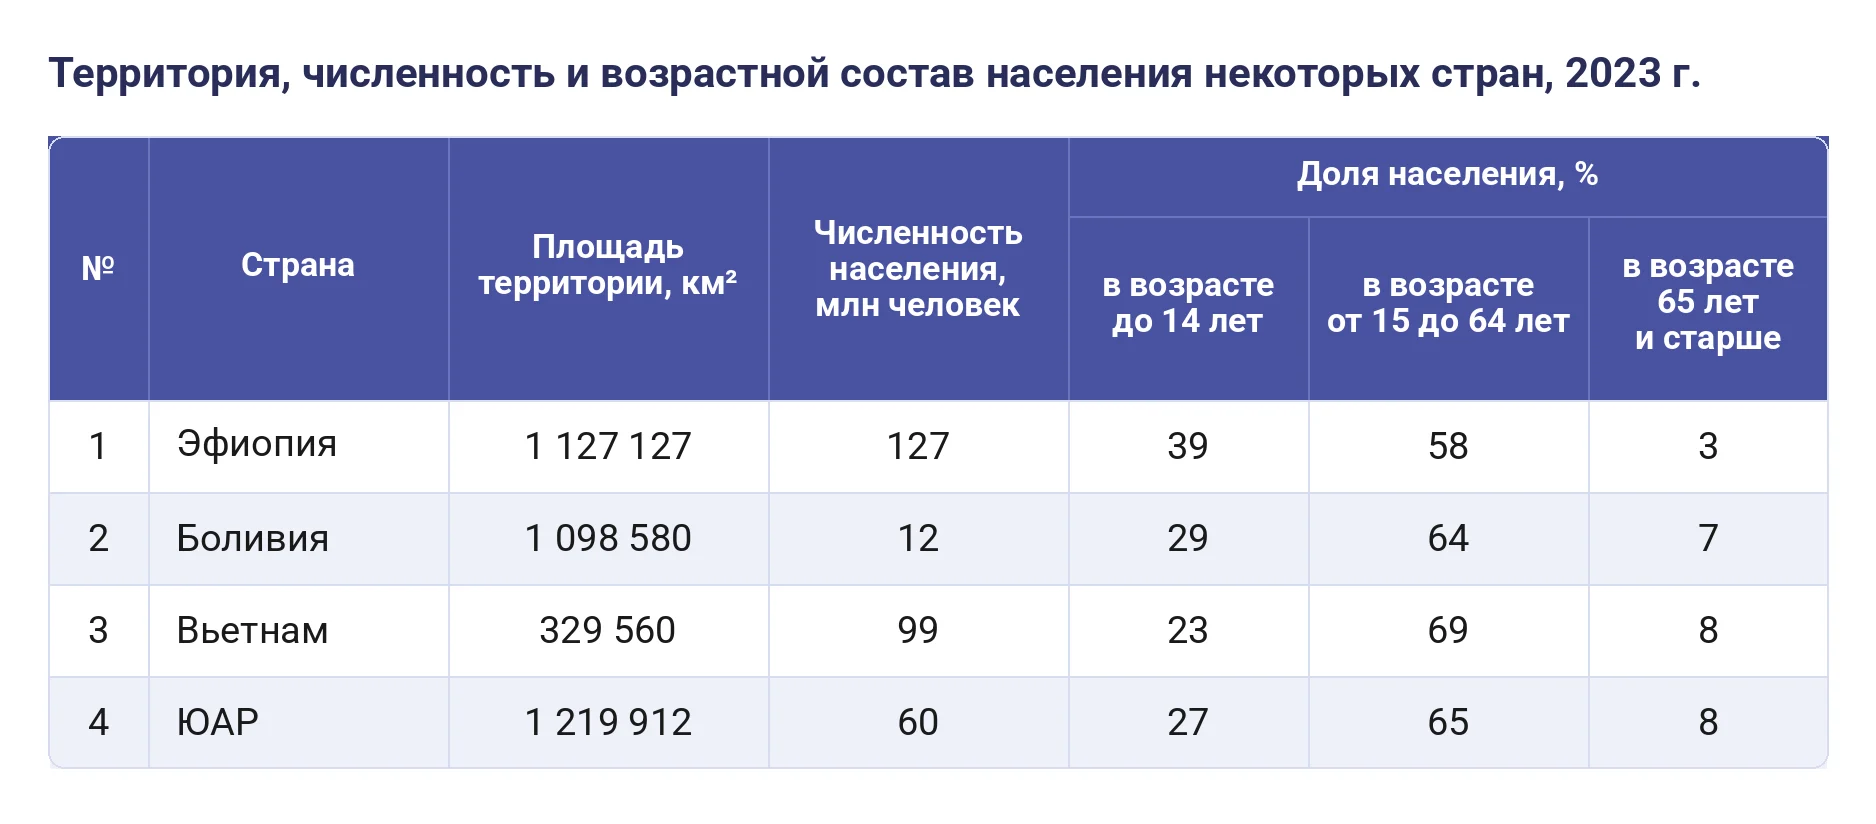 Территория, численность и возрастной состав населения некоторых стран, 2023 г.
№
Страна
Площадь
территории, км²
Численность
населения,
млн человек
Доля населения, %
в возрасте
до 14 лет
в возрасте
от 15 до 64 лет
в возрасте
65 лет
и старше
1 Эфиопия 1 127 127 127 39 58 3
2 Боливия 1 098 580 12 29 64 7
3 Вьетнам 329 560 99 23 69 8
4 ЮАР 1 219 912 60 27 65 8